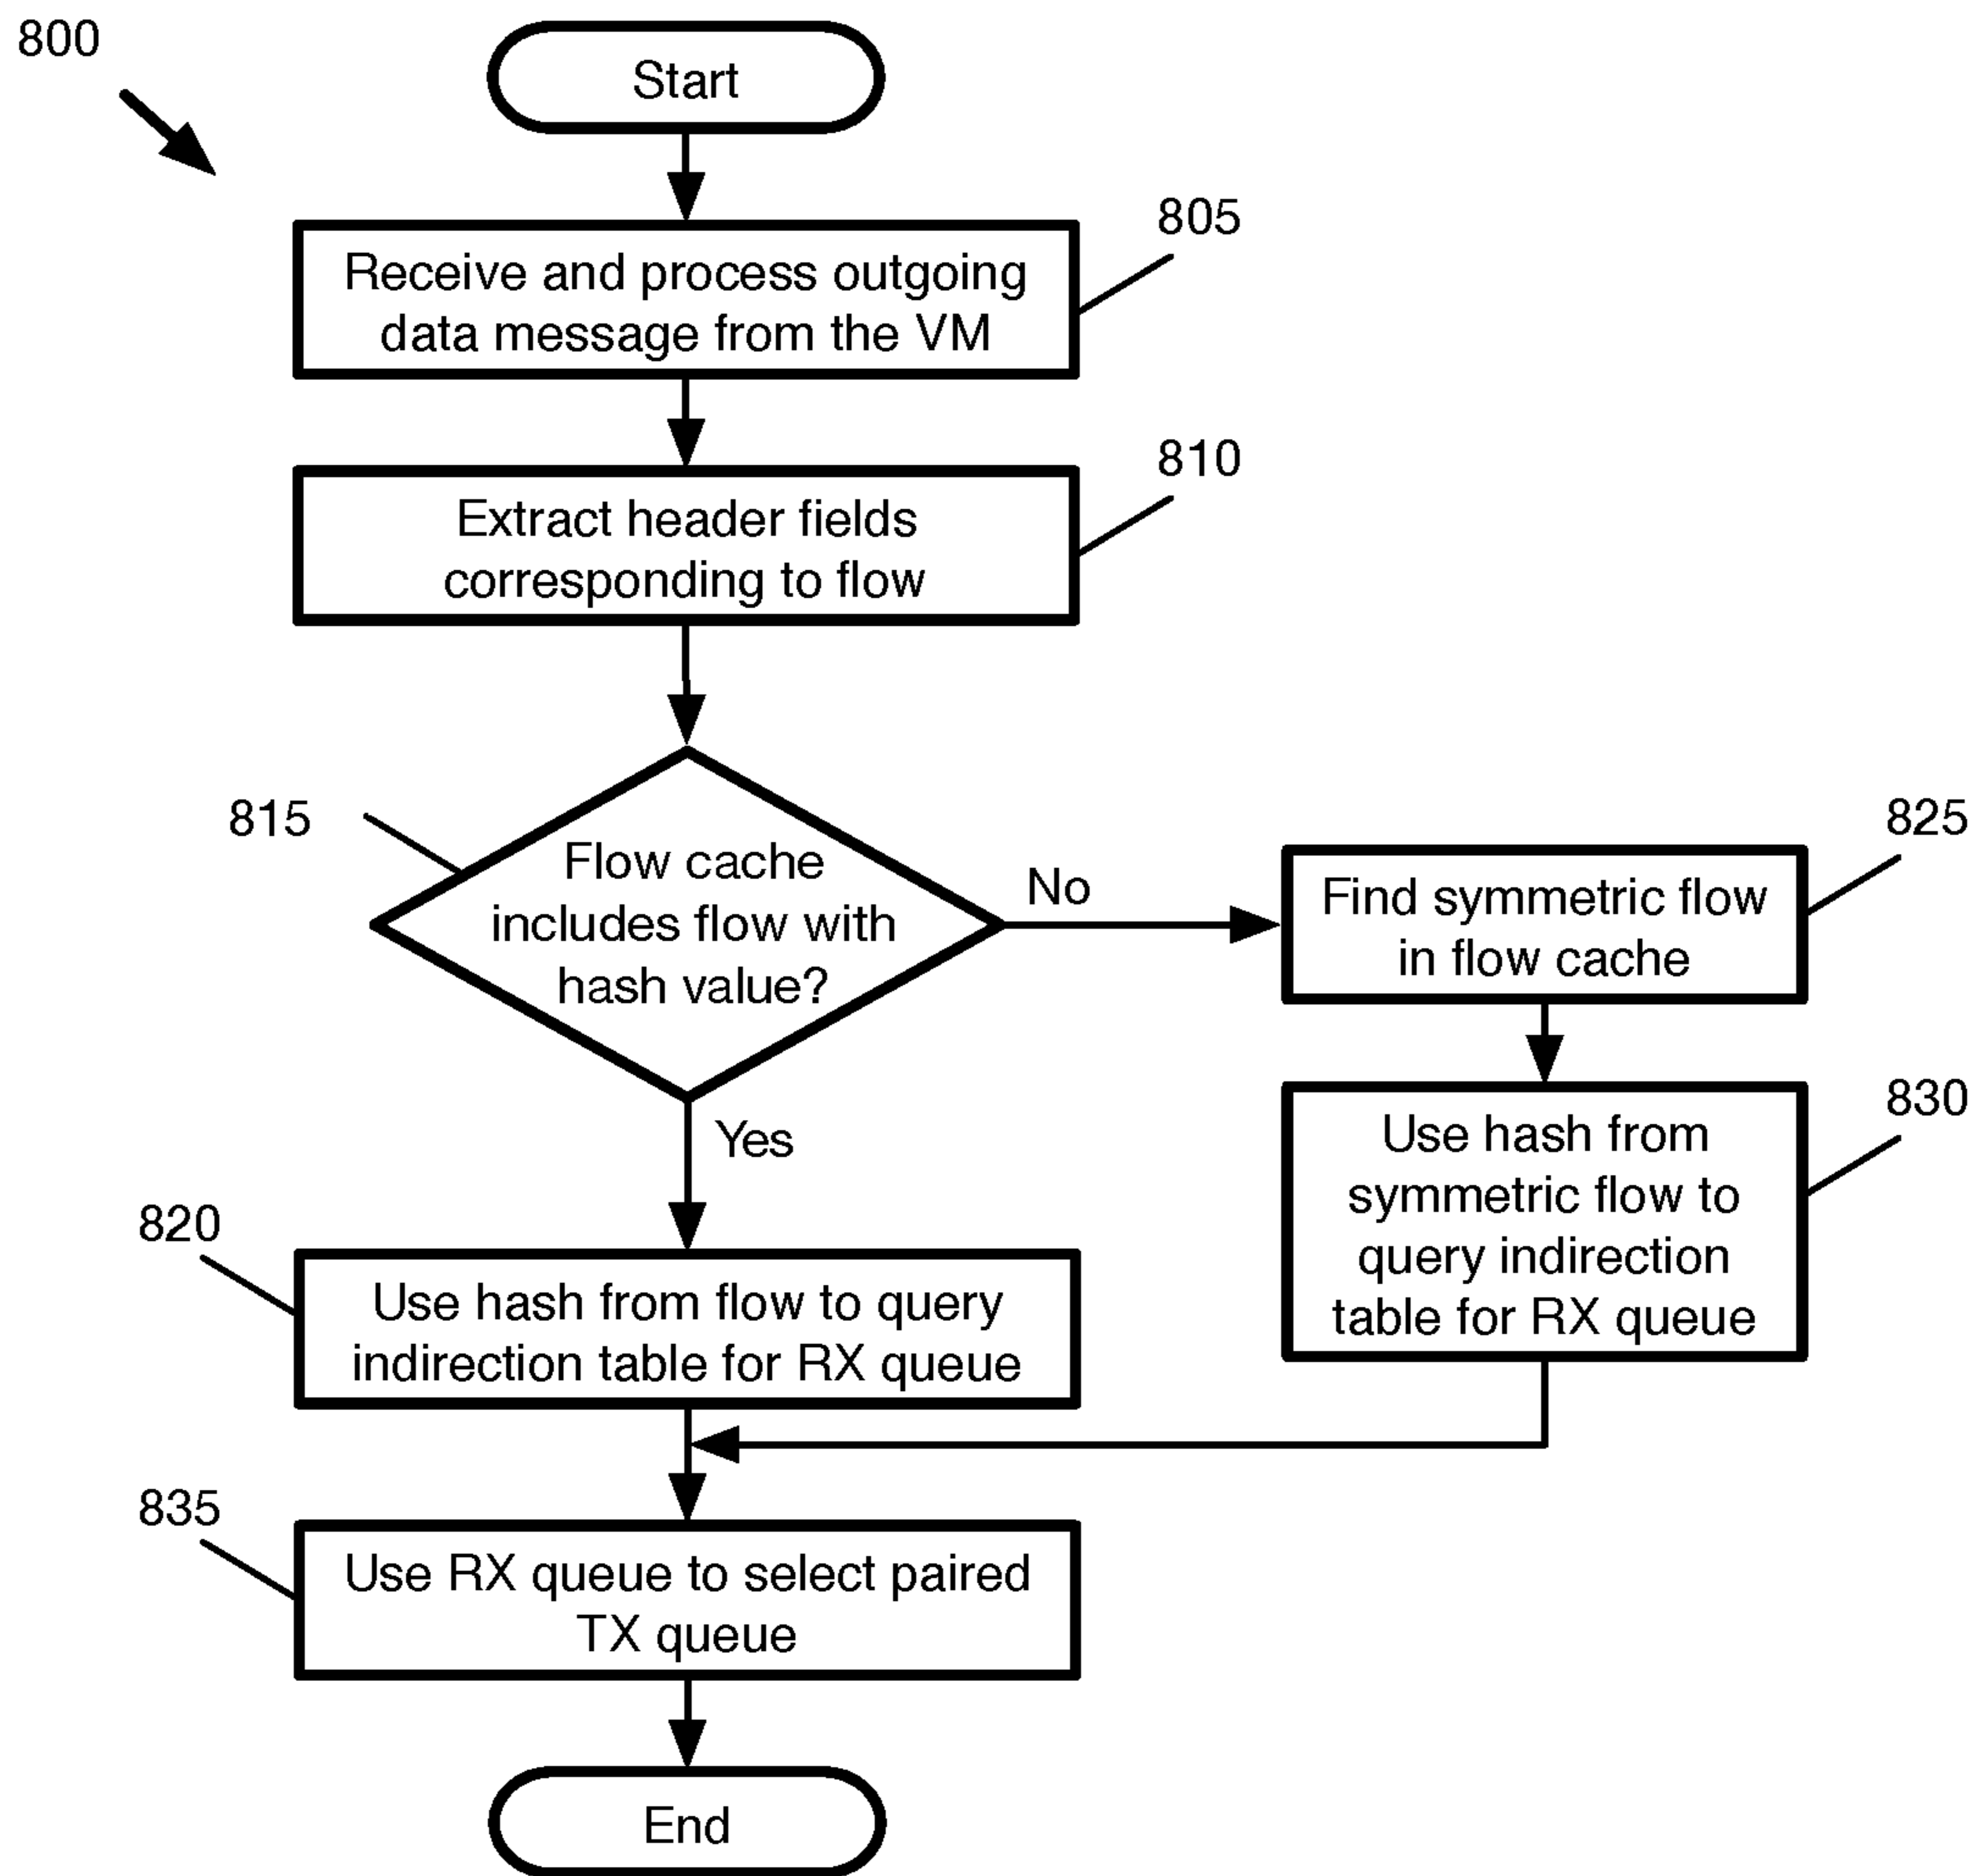 800
Start
805
Receive and process outgoing
data message from the VM
810
Extract header fields
corresponding to flow
815
Flow cache
includes flow with
hash value?
No
825
Find symmetric flow
in flow cache
Yes
830
Use hash from
symmetric flow to
query indirection
table for RX queue
820
Use hash from flow to query
indirection table for RX queue
835
Use RX queue to select paired
TX queue
End